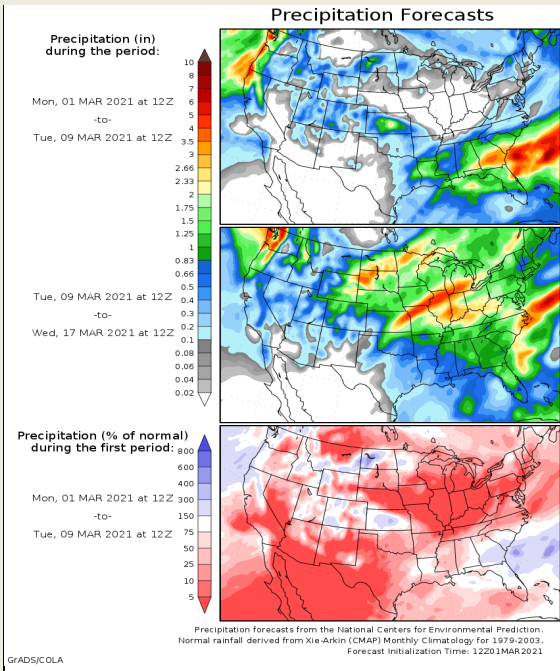 Precipitation Forecasts
Precipitation (in)
during the period:
Mon, 01 MAR 2021 at 12Z
-to-
Tue, 09 MAR 2021 at 12Z
10
8
7
6
5
4
3.5
3
2.66
2.33
2
1.75
1.5
1.25
1
0.83
0.66
0.5
0.4
0.3
0.2
0.1
0.08
0.06
0.04
0.02
Tue, 09 MAR 2021 at 12Z
-to-
Wed, 17 MAR 2021 at 12Z
Precipitation (% of normal)
during the first period:
Mon, 01 MAR 2021 at 12Z
-to-
Tue, 09 MAR 2021 at 12Z
800
600
400
300
150
75
50
25
10
5
Precipitation forecasts from the National Centers for Environmental Prediction.
Normal rainfall derived from Xie-Arkin (CMAP) Monthly Climatology for 1979-2003.
Forecast Initialization Time: 12Z01MAR2021
GrADS/COLA